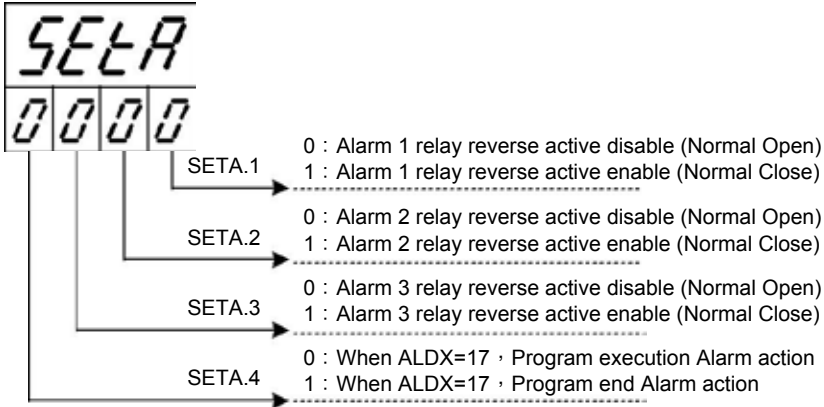 SEtA
0 0 0 0
0：Alarm 1 relay reverse active disable (Normal Open)
SETA.1
1：Alarm 1 relay reverse active enable (Normal Close)
0：Alarm 2 relay reverse active disable (Normal Open)
SETA.2
1：Alarm 2 relay reverse active enable (Normal Close)
0：Alarm 3 relay reverse active disable (Normal Open)
SETA.3
1：Alarm 3 relay reverse active enable (Normal Close)
0：When ALDX=17，Program execution Alarm action
SETA.4
1：When ALDX=17，Program end Alarm action